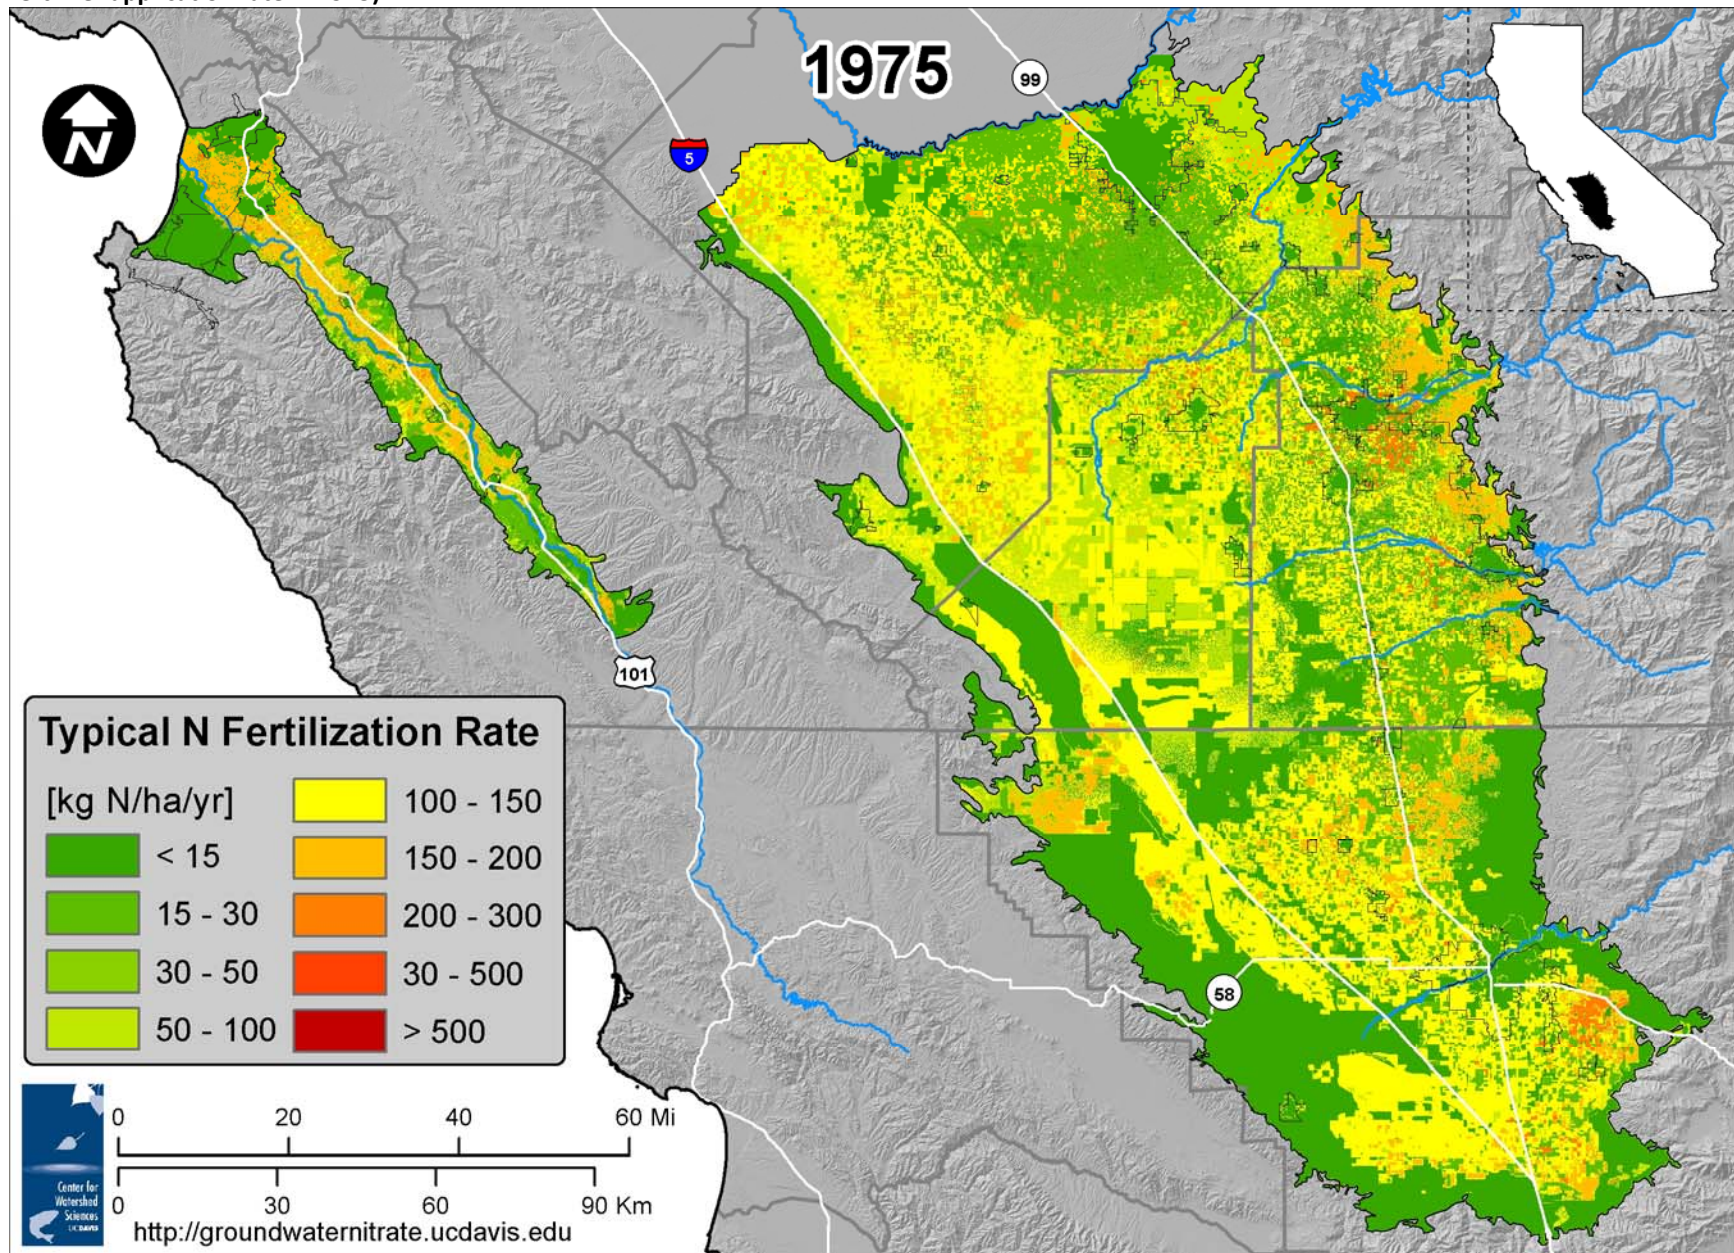 1975
99
5
101
58
Typical N Fertilization Rate
[kg N/ha/yr]
< 15
15 - 30
30 - 50
50 - 100
100 - 150
150 - 200
200 - 300
30 - 500
> 500
N
0 20 40 60 Mi
0 30 60 90 Km
Center for
Watershed
Sciences
UC DAVIS
http://groundwaternitrate.ucdavis.edu